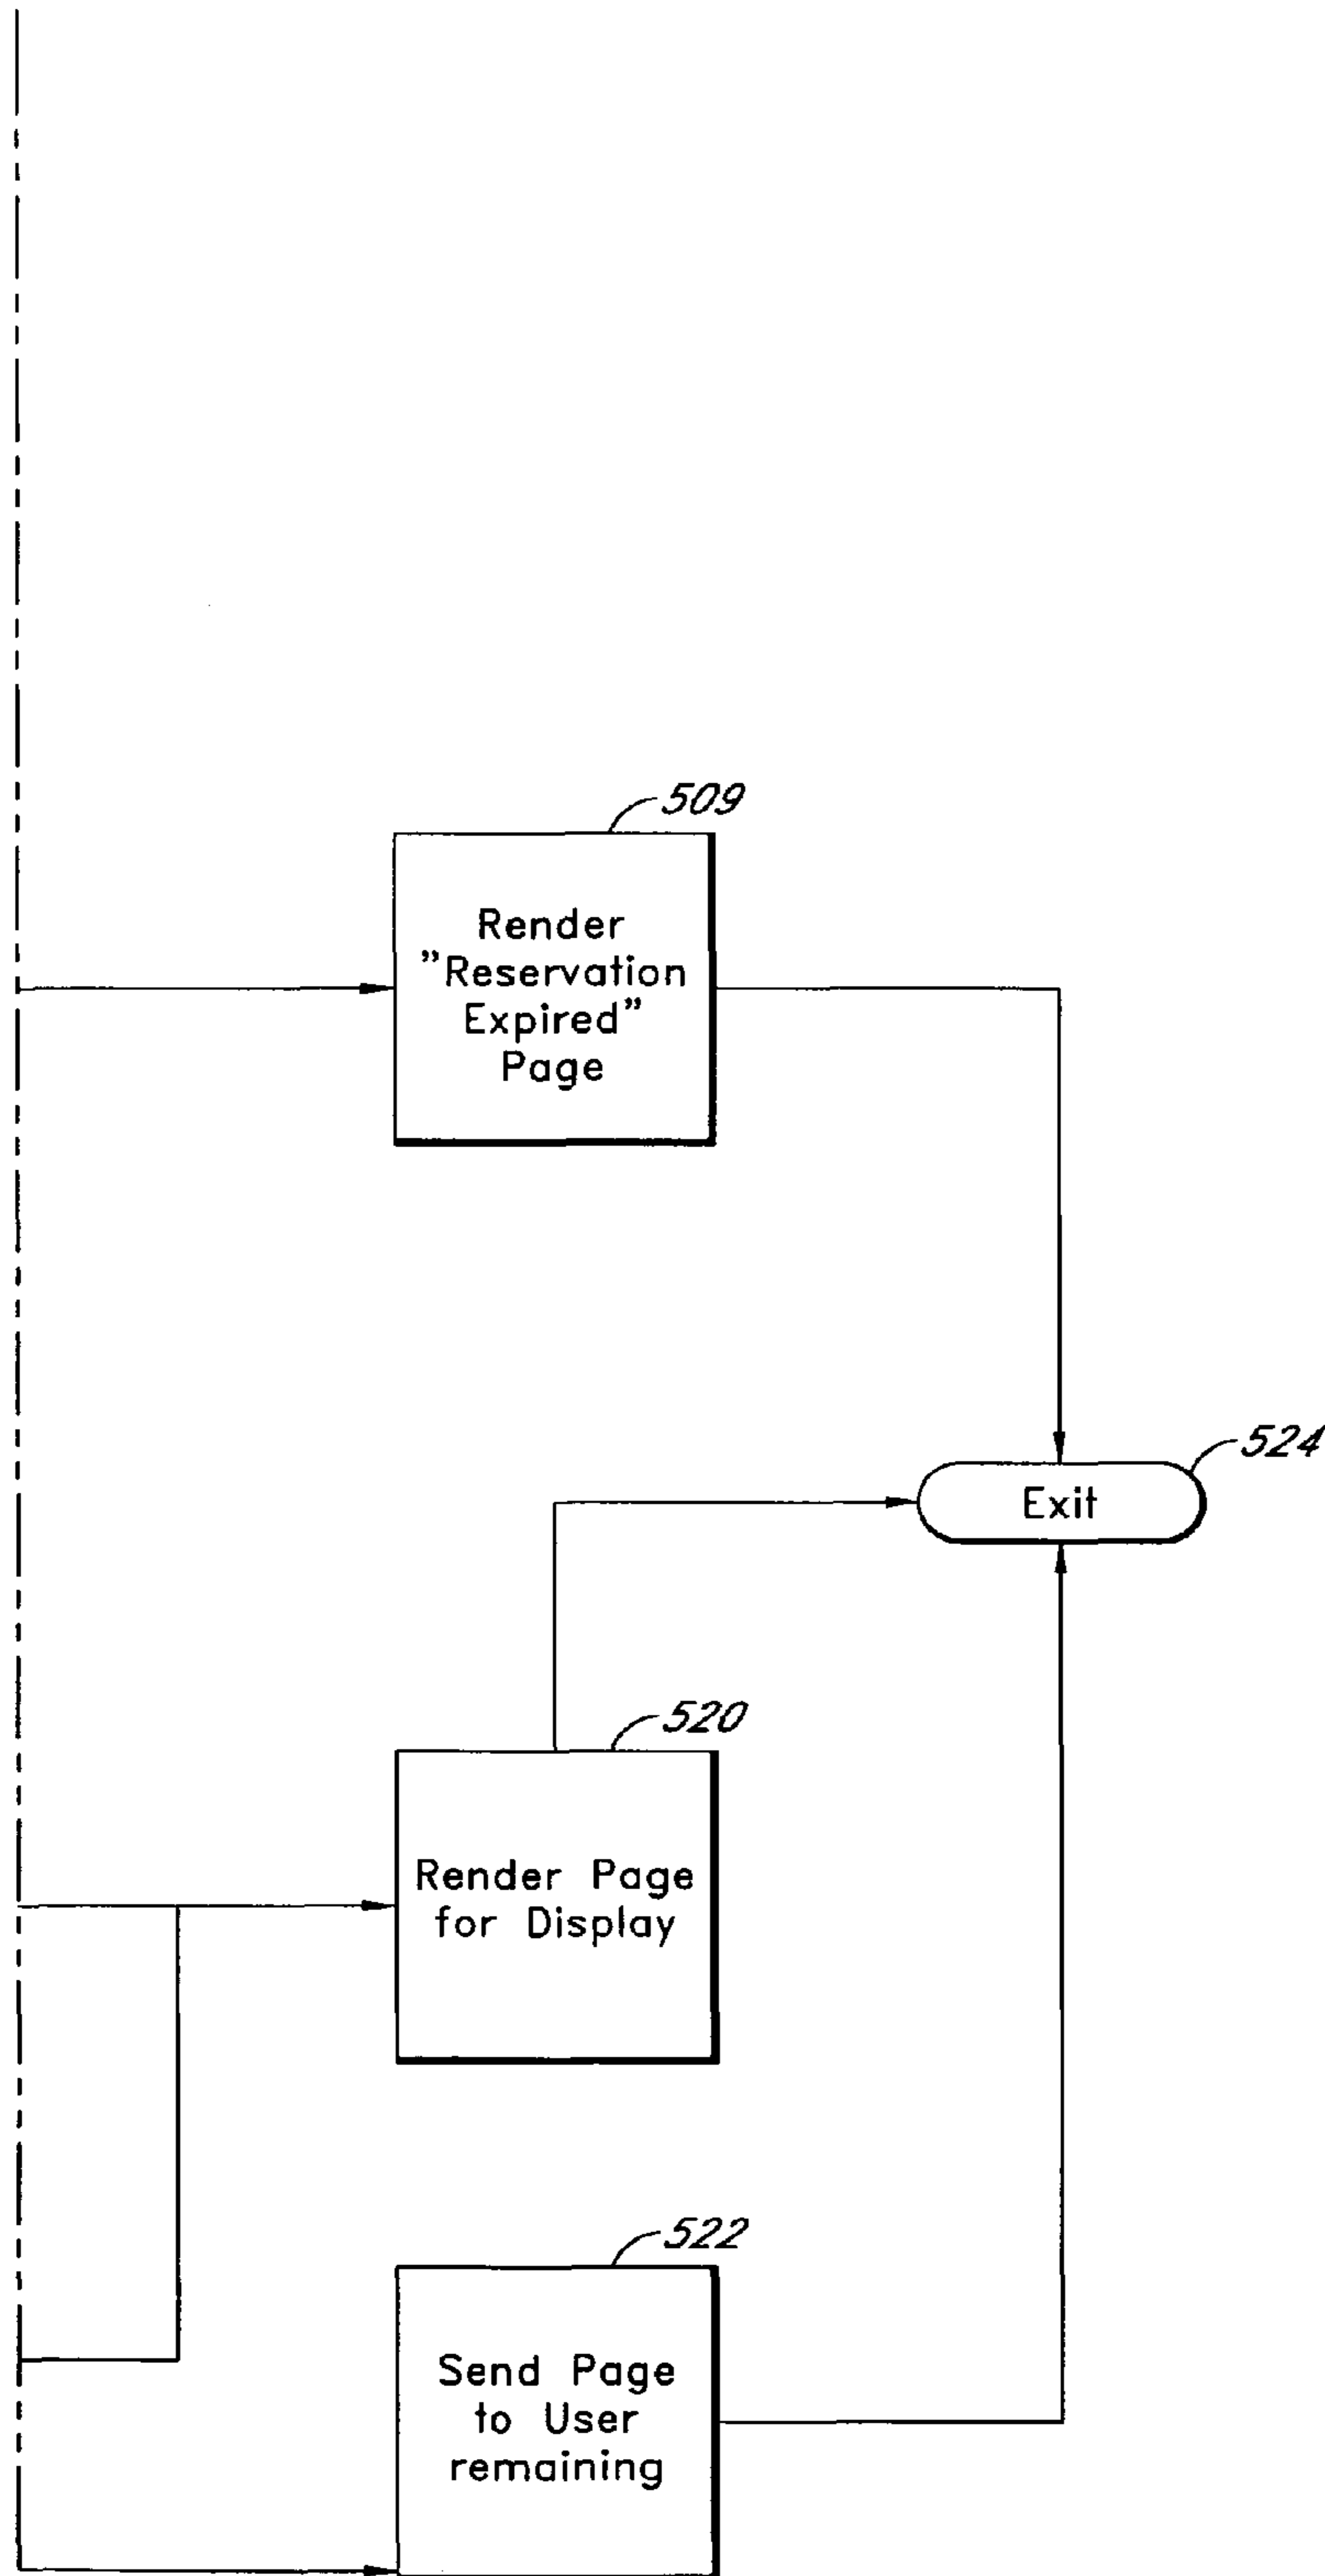 509
Render
"Reservation
Expired"
Page
524
Exit
520
Render Page
for Display
522
Send Page
to User
remaining